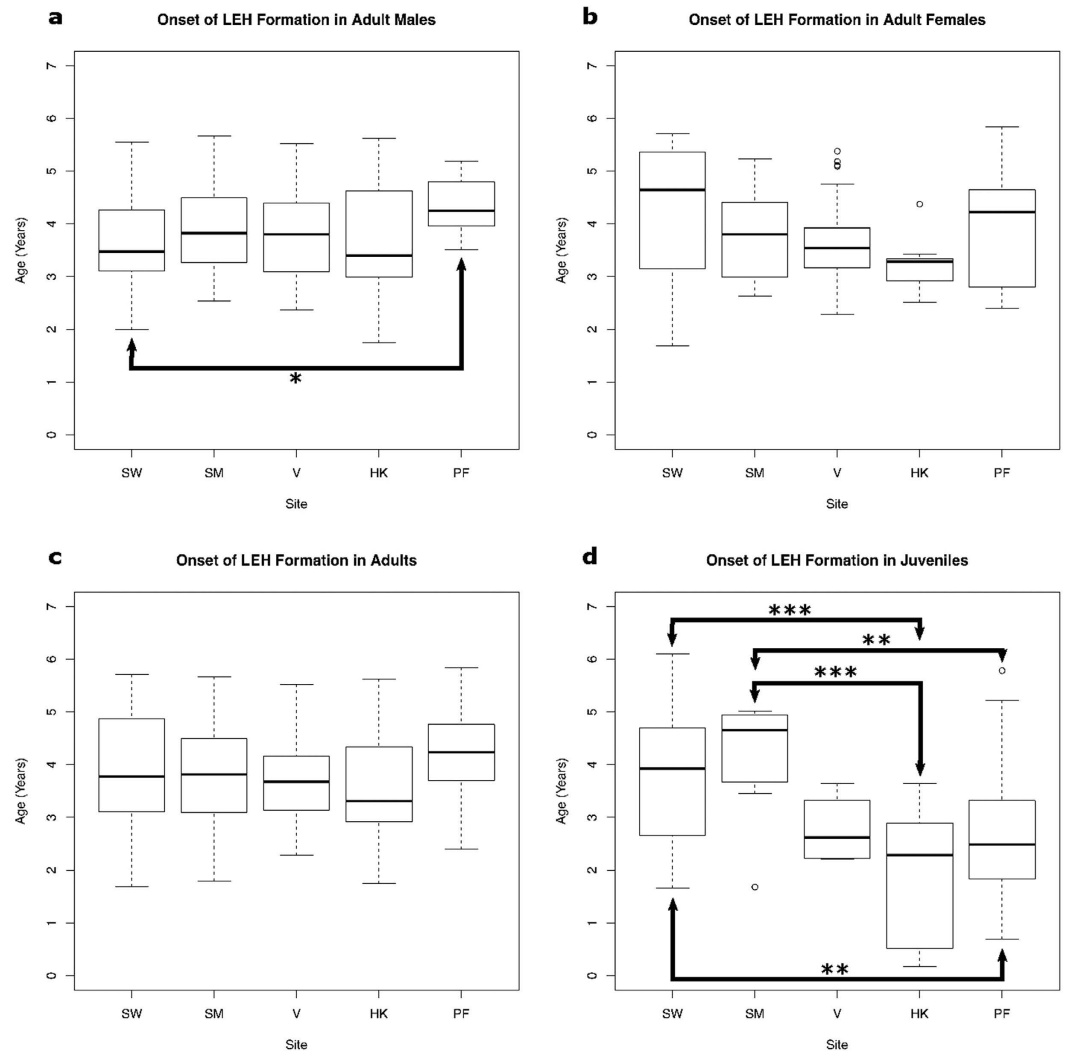 a
Onset of LEH Formation in Adult Males
Age (Years)
7
6
5
4
3
2
1
0
*
SW SM V HK PF
Site
b
Onset of LEH Formation in Adult Females
Age (Years)
7
6
5
4
3
2
1
0
SW SM V HK PF
Site
c
Onset of LEH Formation in Adults
Age (Years)
7
6
5
4
3
2
1
0
SW SM V HK PF
Site
d
Onset of LEH Formation in Juveniles
Age (Years)
7
6
5
4
3
2
1
0
***
**
***
**
SW SM V HK PF
Site